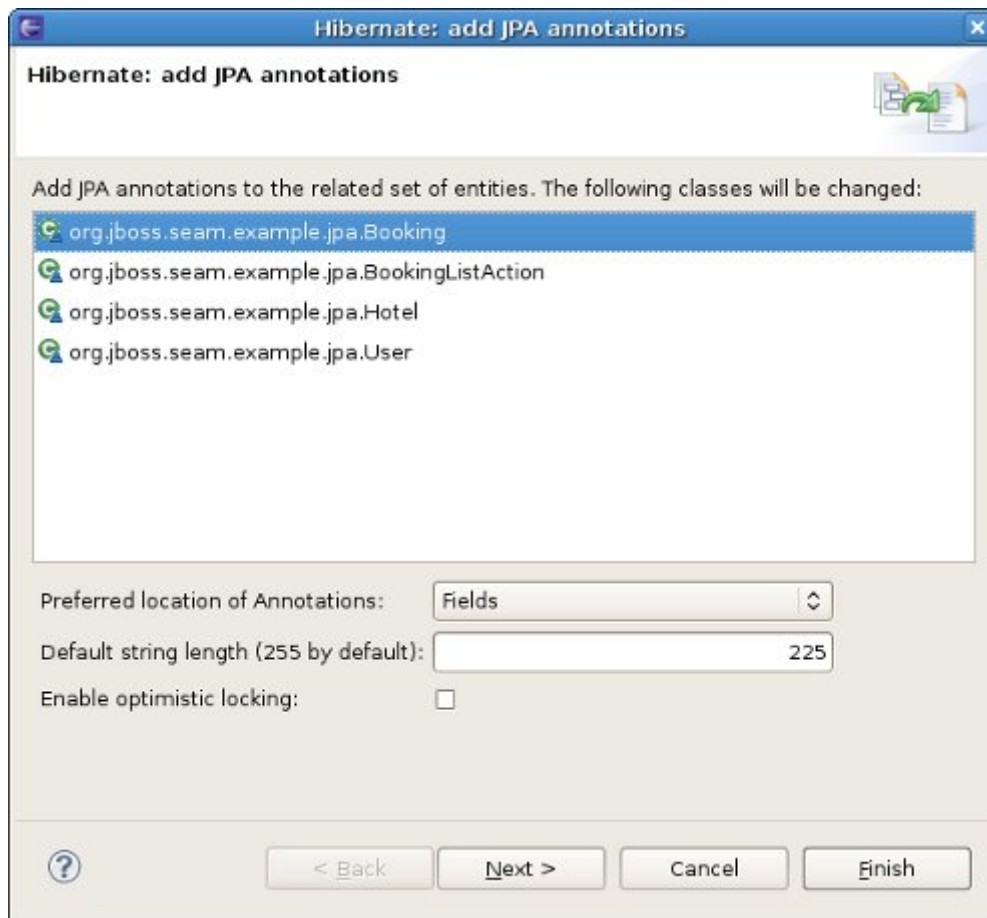 Hibernate: add JPA annotations
Hibernate: add JPA annotations
Add JPA annotations to the related set of entities. The following classes will be changed:
org.jboss.seam.example.jpa.Booking
org.jboss.seam.example.jpa.BookingListAction
org.jboss.seam.example.jpa.Hotel
org.jboss.seam.example.jpa.User
Preferred location of Annotations: Fields
Default string length (255 by default): 225
Enable optimistic locking:
< Back Next > Cancel Finish